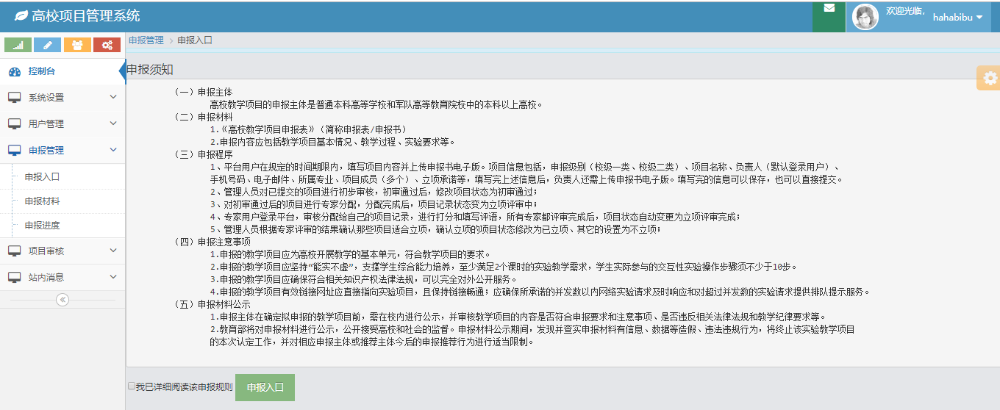 高校项目管理系统
欢迎光临,
hahabibu
申报管理 > 申报入口
控制台
系统设置
用户管理
申报管理
申报入口
申报材料
申报进度
项目审核
站内消息
申报须知
(一)申报主体
高校教学项目的申报主体是普通本科高等学校和军队高等教育院校中的本科以上高校。
(二)申报材料
1.《高校教学项目申报表》(简称申报表/申报书)
2.申报内容应包括教学项目基本情况、教学过程、实验要求等。
(三)申报程序
1、平台用户在规定的时间期限内,填写项目内容并上传申报书电子版。项目信息包括,申报级别(校级一类、校级二类)、项目名称、负责人(默认登录用户)、
手机号码、电子邮件、所属专业、项目成员(多个)、立项承诺等,填写完上述信息后,负责人还需上传申报书电子版。填写完的信息可以保存,也可以直接提交。
2、管理人员对已提交的项目进行初步审核,初审通过后,修改项目状态为初审通过;
3、对初审通过后的项目进行专家分配,分配完成后,项目记录状态变为立项评审中;
4、专家用户登录平台,审核分配给自己的项目记录,进行打分和填写评语,所有专家都评审完成后,项目状态自动变更为立项评审完成;
5、管理人员根据专家评审的结果确认那些项目适合立项,确认立项的项目状态修改为已立项、其它的设置为不立项;
(四)申报注意事项
1.申报的教学项目应为高校开展教学的基本单元,符合教学项目的要求。
2.申报的教学项目应坚持“能实不虚”,支撑学生综合能力培养,至少满足2个课时的实验教学需求,学生实际参与的交互性实验操作步骤须不少于10步。
3.申报的教学项目应确保符合相关知识产权法律法规,可以完全对外公开服务。
4.申报的教学项目有效链接网址应直接指向实验项目,且保持链接畅通;应确保所承诺的并发数以内网络实验请求及时响应和对超过并发数的实验请求提供排队提示服务。
(五)申报材料公示
1.申报主体在确定拟申报的教学项目前,需在校内进行公示,并审核教学项目的内容是否符合申报要求和注意事项、是否违反相关法律法规和教学纪律要求等。
2.教育部将对申报材料进行公示,公开接受高校和社会的监督。申报材料公示期间,发现并查实申报材料有信息、数据等造假、违法违规行为,将终止该实验教学项目
的本次认定工作,并对相应申报主体或推荐主体今后的申报推荐行为进行适当限制。
我已详细阅读该申报规则
申报入口